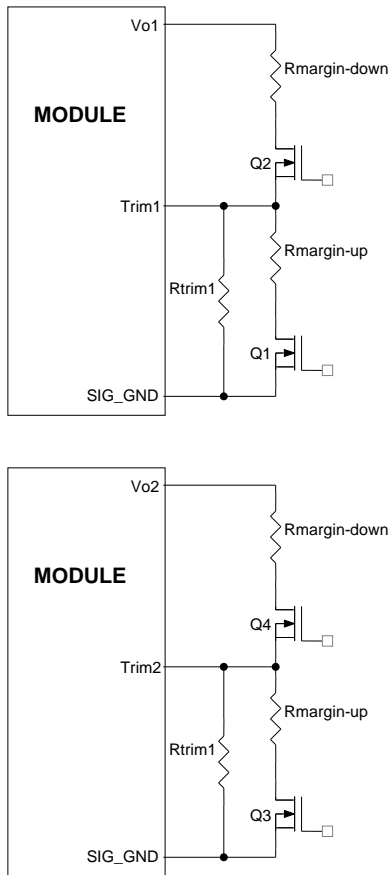 Vo1
Rmargin-down
MODULE
Q2
Trim1
Rmargin-up
Rtrim1
Q1
SIG_GND
Vo2
Rmargin-down
MODULE
Q4
Trim2
Rmargin-up
Rtrim1
Q3
SIG_GND